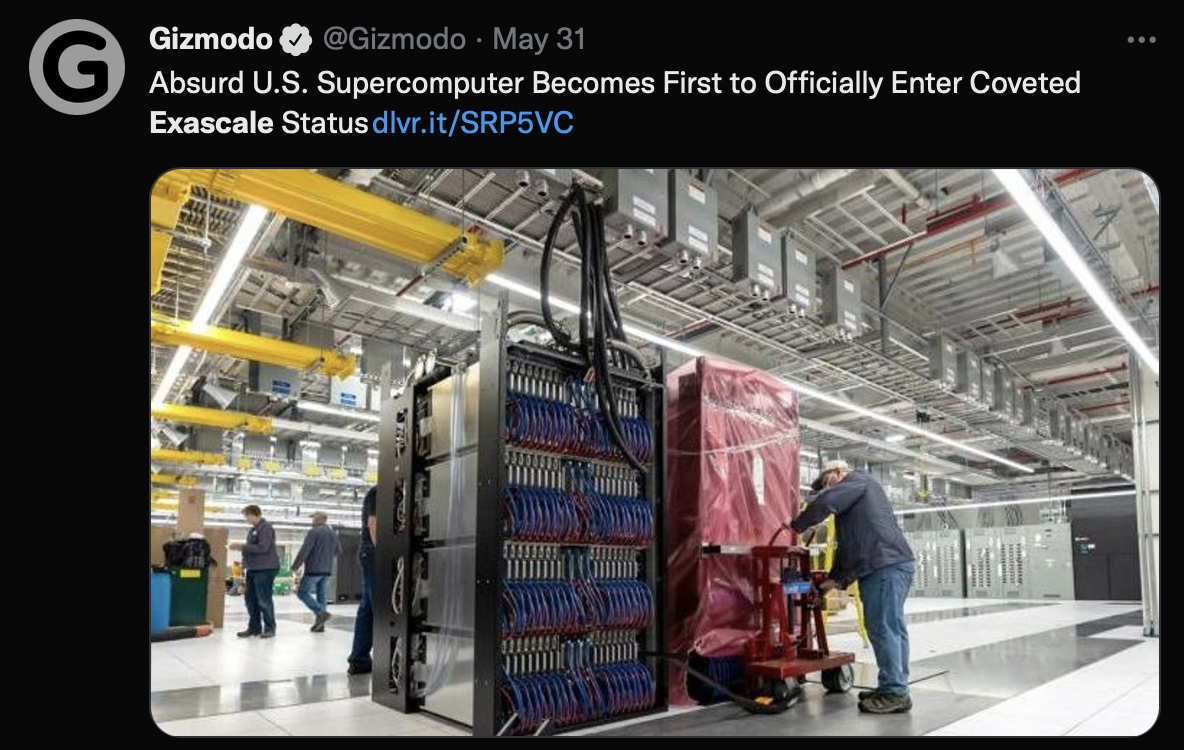 Gizmodo @Gizmodo · May 31
Absurd U.S. Supercomputer Becomes First to Officially Enter Coveted
Exascale Status dlvr.it/SRP5VC